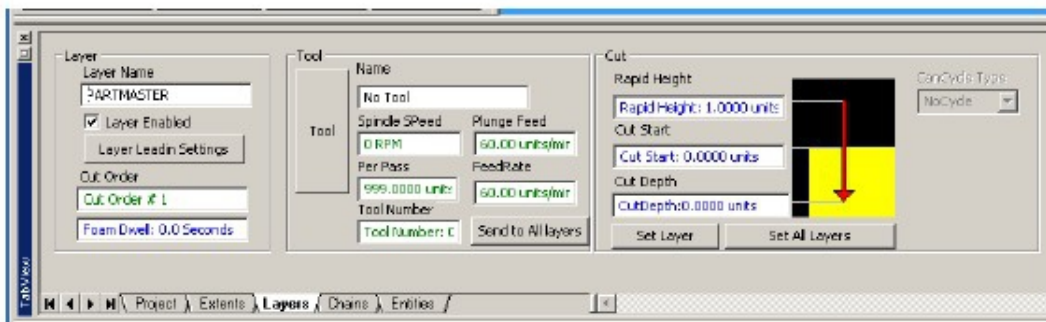 Layer
Layer Name
PARTMASTER
Layer Enabled
Layer Leadin Settings
Cut Order
Cut Order # 1
Foam Dwell: 0.0 Seconds
Tool
Tool
Name
No Tool
Spindle SPeed
Plunge Feed
0 RPM
60.00 units/mir
Per Pass
FeedRate
999.0000 units
60.00 units/mir
Tool Number
Tool Number: 0
Send to All layers
Cut
Rapid Height
Rapid Height: 1.0000 units
Cut Start
Cut Start: 0.0000 units
Cut Depth
CutDepth:0.0000 units
Set Layer
Set All Layers
CanCycle Type
NoCycle
TabView
Project
Extents
Layers
Chains
Entities